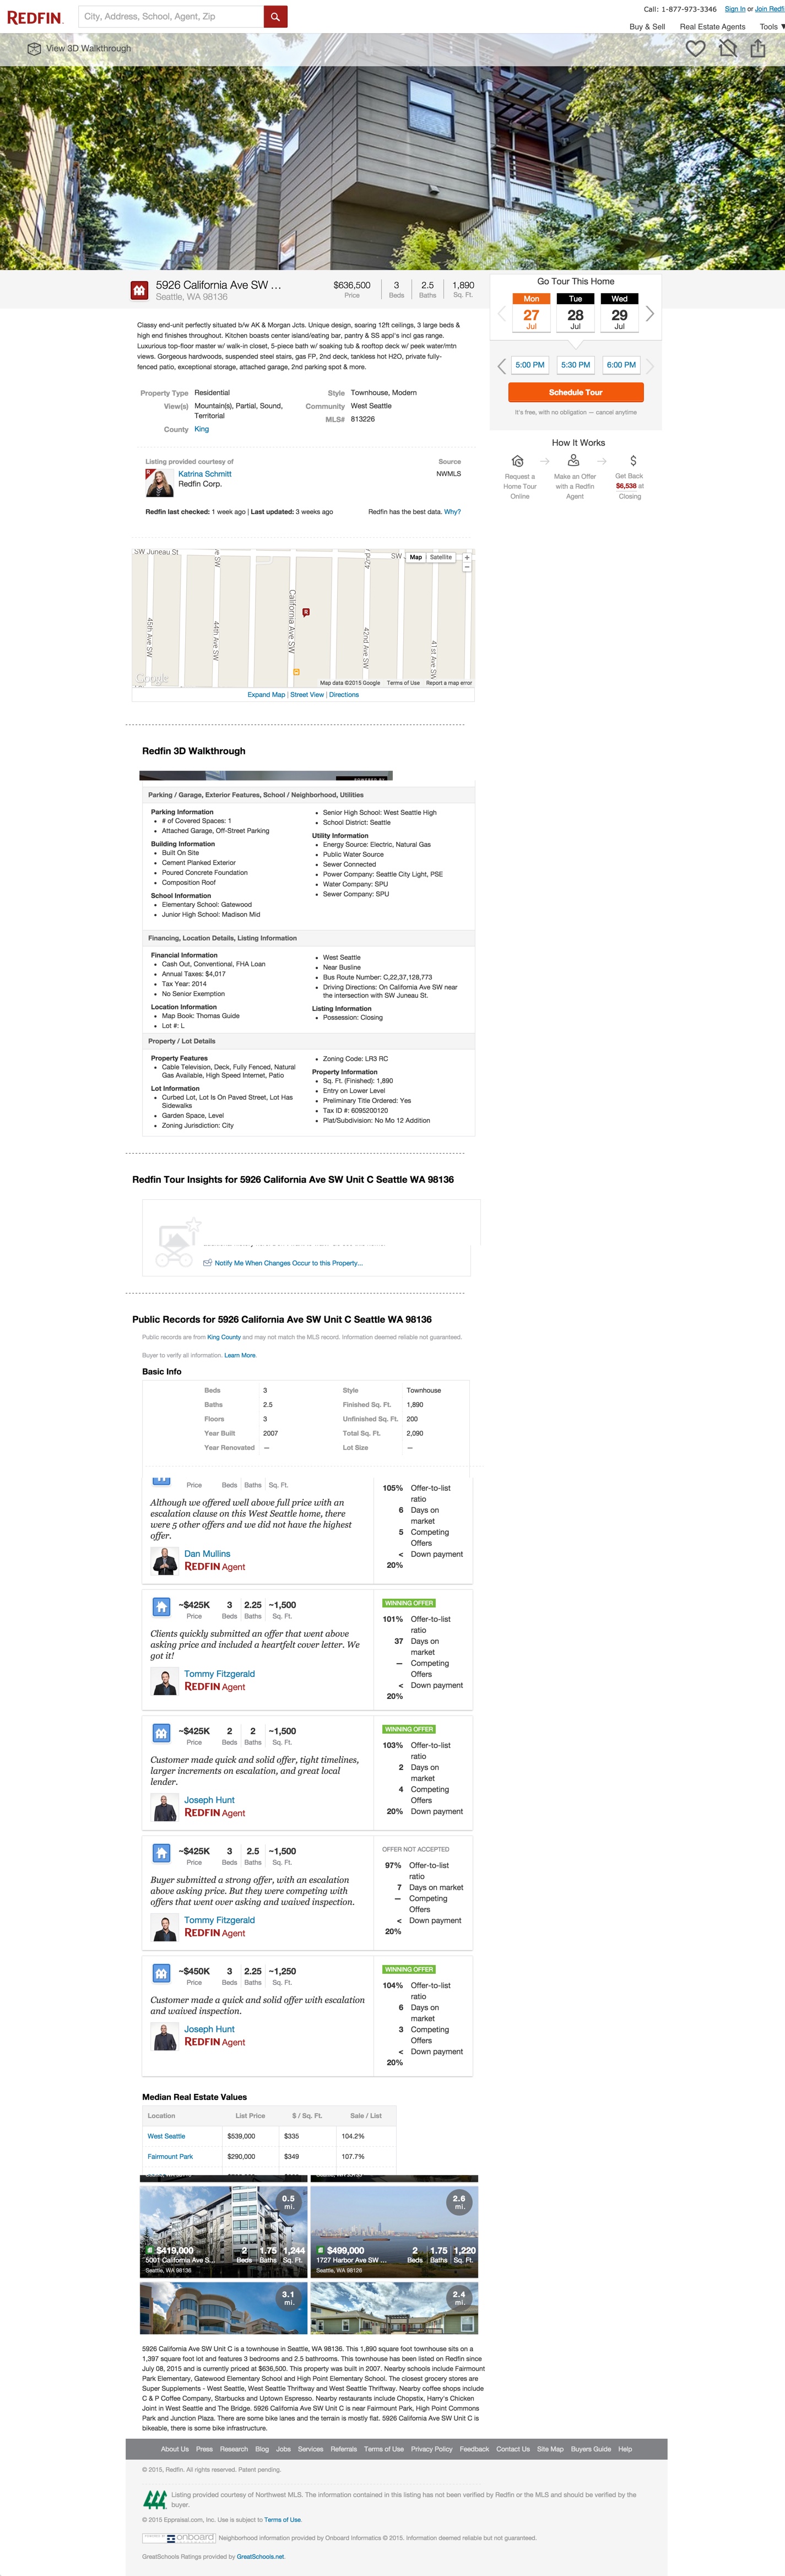 REDFIN
City, Address, School, Agent, Zip
Call: 1-877-973-3346 Sign In or Join Redfi
Buy & Sell Real Estate Agents Tools
View 3D Walkthrough
5926 California Ave SW ...
Seattle, WA 98136
$636,500 3 2.5 1,890
Price Beds Baths Sq. Ft.
Go Tour This Home
Mon Tue Wed
27 28 29
Jul Jul Jul
5:00 PM 5:30 PM 6:00 PM
Schedule Tour
It's free, with no obligation — cancel anytime
How It Works
Request a Home Tour Online
Make an Offer with a Redfin Agent
$
Get Back $6,538 at Closing
Classy end-unit perfectly situated b/w AK & Morgan Jcts. Unique design, soaring 12ft ceilings, 3 large beds &
high end finishes throughout. Kitchen boasts center island/eating bar, pantry & SS appl's incl gas range.
Luxurious top-floor master w/ walk-in closet, 5-piece bath w/ soaking tub & rooftop deck w/ peek water/mtn
views. Gorgeous hardwoods, suspended steel stairs, gas FP, 2nd deck, tankless hot H2O, private fully-
fenced patio, exceptional storage, attached garage, 2nd parking spot & more.
Property Type Residential
View(s) Mountain(s), Partial, Sound,
Territorial
County King
Style Townhouse, Modern
Community West Seattle
MLS# 813226
Listing provided courtesy of
Katrina Schmitt
Redfin Corp.
Source
NWMLS
Redfin last checked: 1 week ago | Last updated: 3 weeks ago
Redfin has the best data. Why?
SW Juneau St
SW
42nd
SW
Map Satellite
+
−
45th Ave SW
44th Ave SW
California Ave SW
42nd Ave SW
41st Ave SW
Google
Map data ©2015 Google Terms of Use Report a map error
Expand Map | Street View | Directions
Redfin 3D Walkthrough
POWERED BY
Parking / Garage, Exterior Features, School / Neighborhood, Utilities
Parking Information
• # of Covered Spaces: 1
• Attached Garage, Off-Street Parking
Building Information
• Built On Site
• Cement Planked Exterior
• Poured Concrete Foundation
• Composition Roof
School Information
• Elementary School: Gatewood
• Junior High School: Madison Mid
• Senior High School: West Seattle High
• School District: Seattle
Utility Information
• Energy Source: Electric, Natural Gas
• Public Water Source
• Sewer Connected
• Power Company: Seattle City Light, PSE
• Water Company: SPU
• Sewer Company: SPU
Financing, Location Details, Listing Information
Financial Information
• Cash Out, Conventional, FHA Loan
• Annual Taxes: $4,017
• Tax Year: 2014
• No Senior Exemption
Location Information
• Map Book: Thomas Guide
• Lot #: L
• West Seattle
• Near Busline
• Bus Route Number: C,22,37,128,773
• Driving Directions: On California Ave SW near
the intersection with SW Juneau St.
Listing Information
• Possession: Closing
Property / Lot Details
Property Features
• Cable Television, Deck, Fully Fenced, Natural
Gas Available, High Speed Internet, Patio
Lot Information
• Curbed Lot, Lot Is On Paved Street, Lot Has
Sidewalks
• Garden Space, Level
• Zoning Jurisdiction: City
• Zoning Code: LR3 RC
Property Information
• Sq. Ft. (Finished): 1,890
• Entry on Lower Level
• Preliminary Title Ordered: Yes
• Tax ID #: 6095200120
• Plat/Subdivision: No Mo 12 Addition
Redfin Tour Insights for 5926 California Ave SW Unit C Seattle WA 98136
Notify Me When Changes Occur to this Property...
Public Records for 5926 California Ave SW Unit C Seattle WA 98136
Public records are from King County and may not match the MLS record. Information deemed reliable not guaranteed.
Buyer to verify all information. Learn More.
Basic Info
Beds 3 Style Townhouse
Baths 2.5 Finished Sq. Ft. 1,890
Floors 3 Unfinished Sq. Ft. 200
Year Built 2007 Total Sq. Ft. 2,090
Year Renovated — Lot Size —
Price Beds Baths Sq. Ft.
Although we offered well above full price with an
escalation clause on this West Seattle home, there
were 5 other offers and we did not have the highest
offer.
Dan Mullins
REDFIN Agent
105% Offer-to-list
ratio
6 Days on
market
5 Competing
Offers
< Down payment
20%
~$425K 3 2.25 ~1,500
Price Beds Baths Sq. Ft.
Clients quickly submitted an offer that went above
asking price and included a heartfelt cover letter. We
got it!
Tommy Fitzgerald
REDFIN Agent
WINNING OFFER
101% Offer-to-list
ratio
37 Days on
market
— Competing
Offers
< Down payment
20%
~$425K 2 2 ~1,500
Price Beds Baths Sq. Ft.
Customer made quick and solid offer, tight timelines,
larger increments on escalation, and great local
lender.
Joseph Hunt
REDFIN Agent
WINNING OFFER
103% Offer-to-list
ratio
2 Days on
market
4 Competing
Offers
20% Down payment
~$425K 3 2.5 ~1,500
Price Beds Baths Sq. Ft.
Buyer submitted a strong offer, with an escalation
above asking price. But they were competing with
offers that went over asking and waived inspection.
Tommy Fitzgerald
REDFIN Agent
OFFER NOT ACCEPTED
97% Offer-to-list
ratio
7 Days on market
— Competing
Offers
< Down payment
20%
~$450K 3 2.25 ~1,250
Price Beds Baths Sq. Ft.
Customer made a quick and solid offer with escalation
and waived inspection.
Joseph Hunt
REDFIN Agent
WINNING OFFER
104% Offer-to-list
ratio
6 Days on
market
3 Competing
Offers
< Down payment
20%
Median Real Estate Values
Location List Price $ / Sq. Ft. Sale / List
West Seattle $539,000 $335 104.2%
Fairmount Park $290,000 $349 107.7%
0.5 mi.
$419,000 2 1.75 1,244
5001 California Ave S... Beds Baths Sq. Ft.
Seattle, WA 98136
2.6 mi.
$499,000 2 1.75 1,220
1727 Harbor Ave SW ... Beds Baths Sq. Ft.
Seattle, WA 98126
3.1 mi.
2.4 mi.
5926 California Ave SW Unit C is a townhouse in Seattle, WA 98136. This 1,890 square foot townhouse sits on a
1,397 square foot lot and features 3 bedrooms and 2.5 bathrooms. This townhouse has been listed on Redfin since
July 08, 2015 and is currently priced at $636,500. This property was built in 2007. Nearby schools include Fairmount
Park Elementary, Gatewood Elementary School and High Point Elementary School. The closest grocery stores are
Super Supplements - West Seattle, West Seattle Thriftway and West Seattle Thriftway. Nearby coffee shops include
C & P Coffee Company, Starbucks and Uptown Espresso. Nearby restaurants include Chopstix, Harry's Chicken
Joint in West Seattle and The Bridge. 5926 California Ave SW Unit C is near Fairmount Park, High Point Commons
Park and Junction Plaza. There are some bike lanes and the terrain is mostly flat. 5926 California Ave SW Unit C is
bikeable, there is some bike infrastructure.
About Us Press Research Blog Jobs Services Referrals Terms of Use Privacy Policy Feedback Contact Us Site Map Buyers Guide Help
© 2015, Redfin. All rights reserved. Patent pending.
Listing provided courtesy of Northwest MLS. The information contained in this listing has not been verified by Redfin or the MLS and should be verified by the
buyer.
© 2015 Eppraisal.com, Inc. Use is subject to Terms of Use.
onboard Neighborhood information provided by Onboard Informatics © 2015. Information deemed reliable but not guaranteed.
GreatSchools Ratings provided by GreatSchools.net.